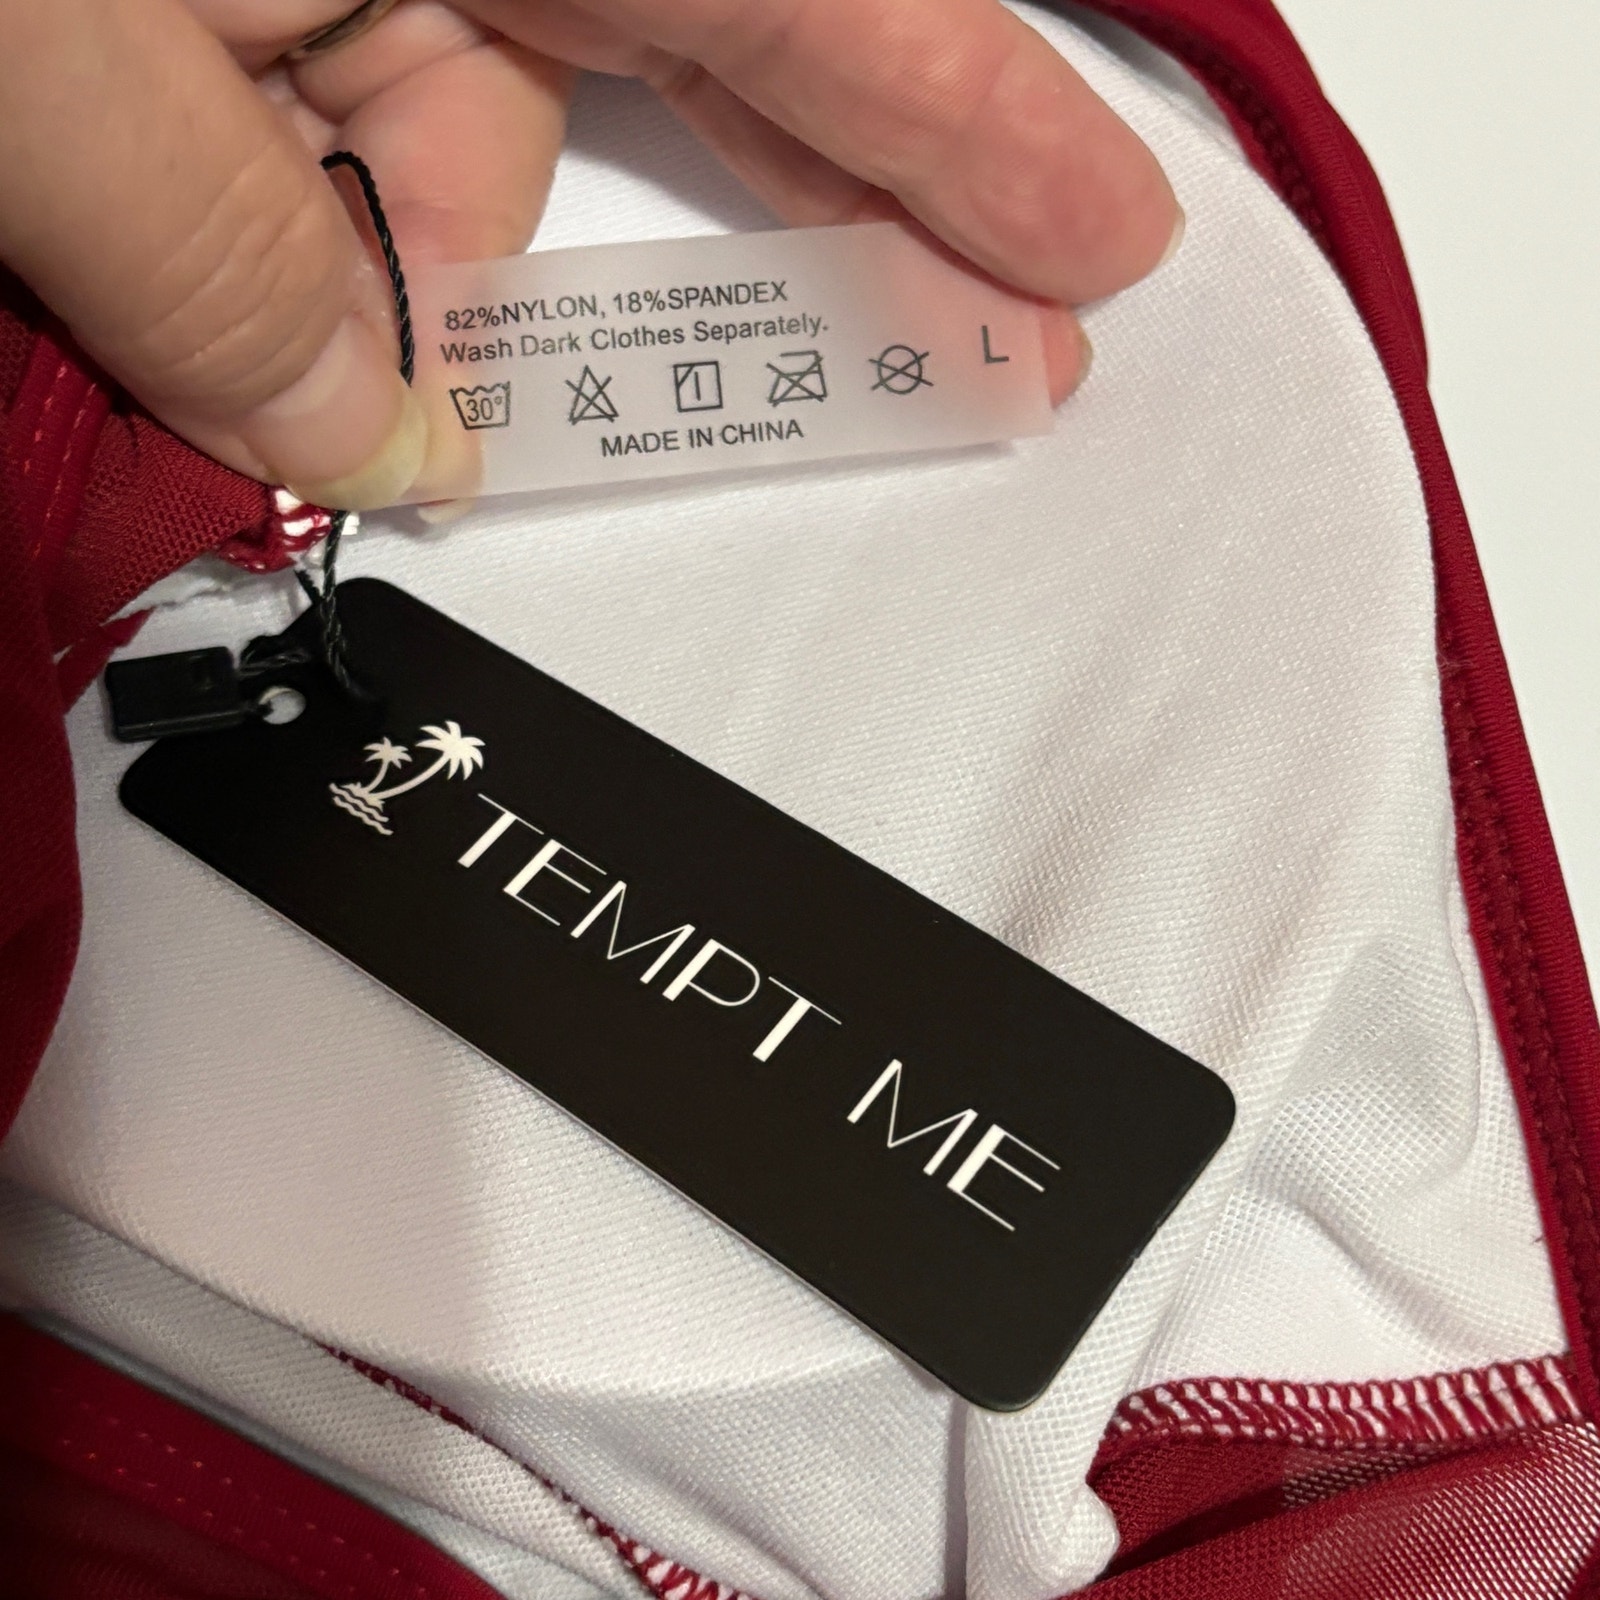 82%NYLON, 18%SPANDEX
Wash Dark Clothes Separately.
30°
L
MADE IN CHINA
TEMPT ME